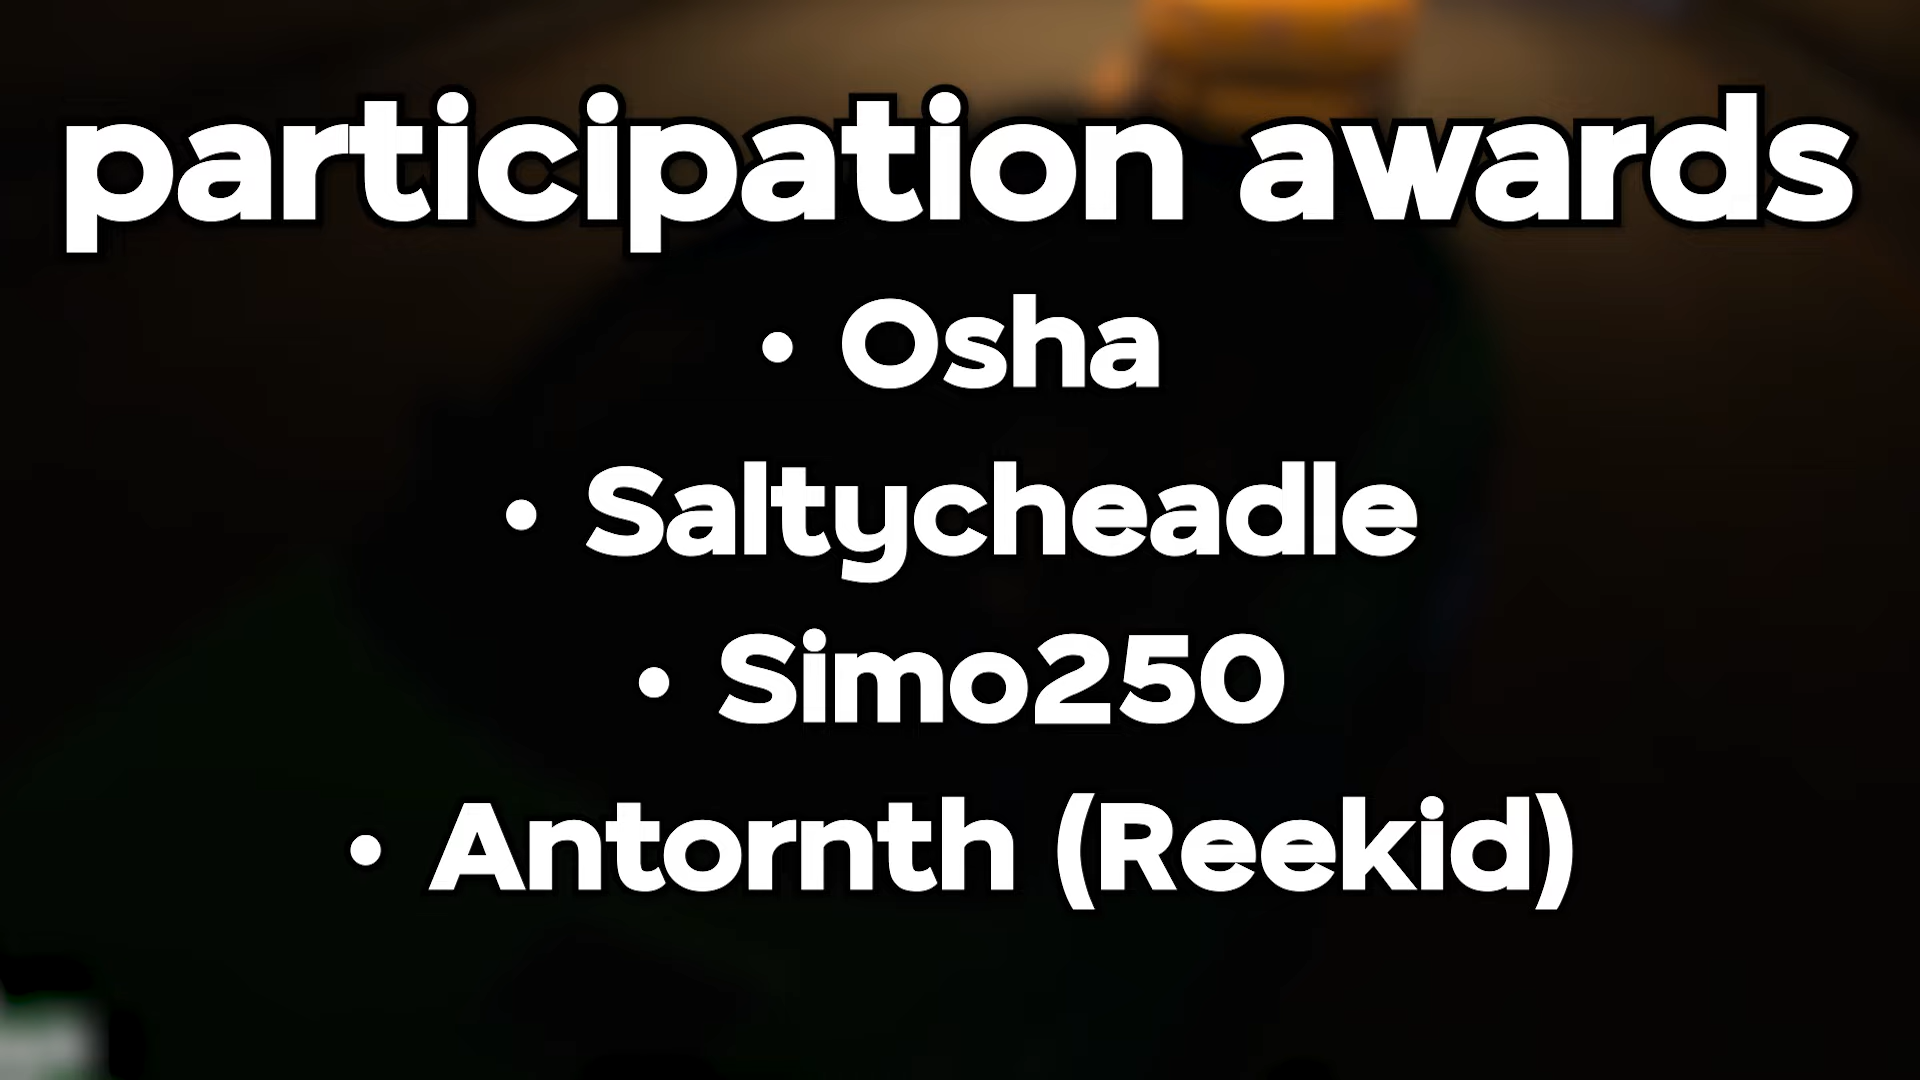 participation awards
• Osha
• Saltycheadle
• Simo250
• Antornth (Reekid)